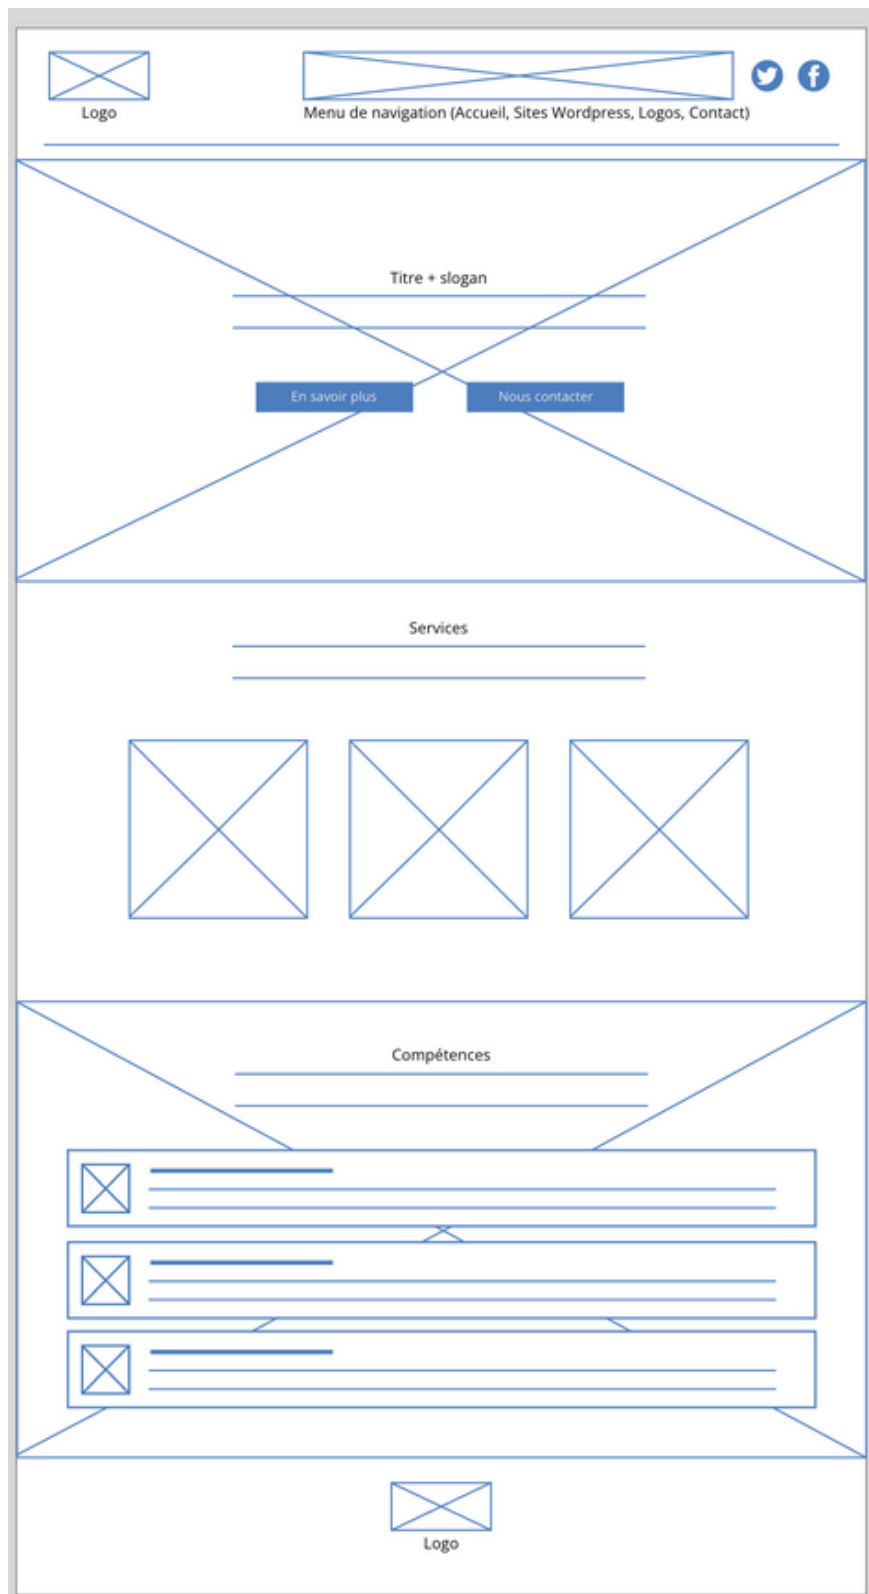 Logo
Menu de navigation (Accueil, Sites Wordpress, Logos, Contact)
Titre + slogan
En savoir plus
Nous contacter
Services
Compétences
Logo